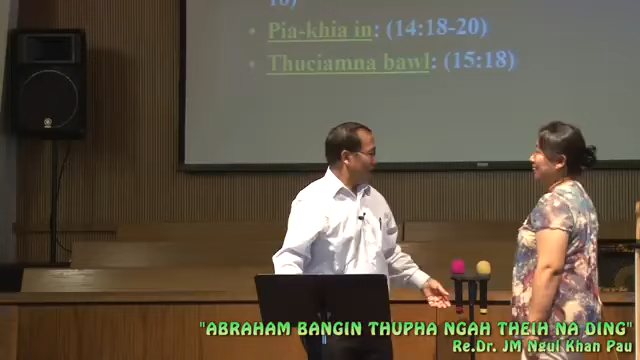 18)
• Pia-khia in: (14:18-20)
• Thuciamna bawl: (15:18)
"ABRAHAM BANGIN THUPHA NGAH THEIH NA DING"
Re.Dr. JM Ngul Khan Pau